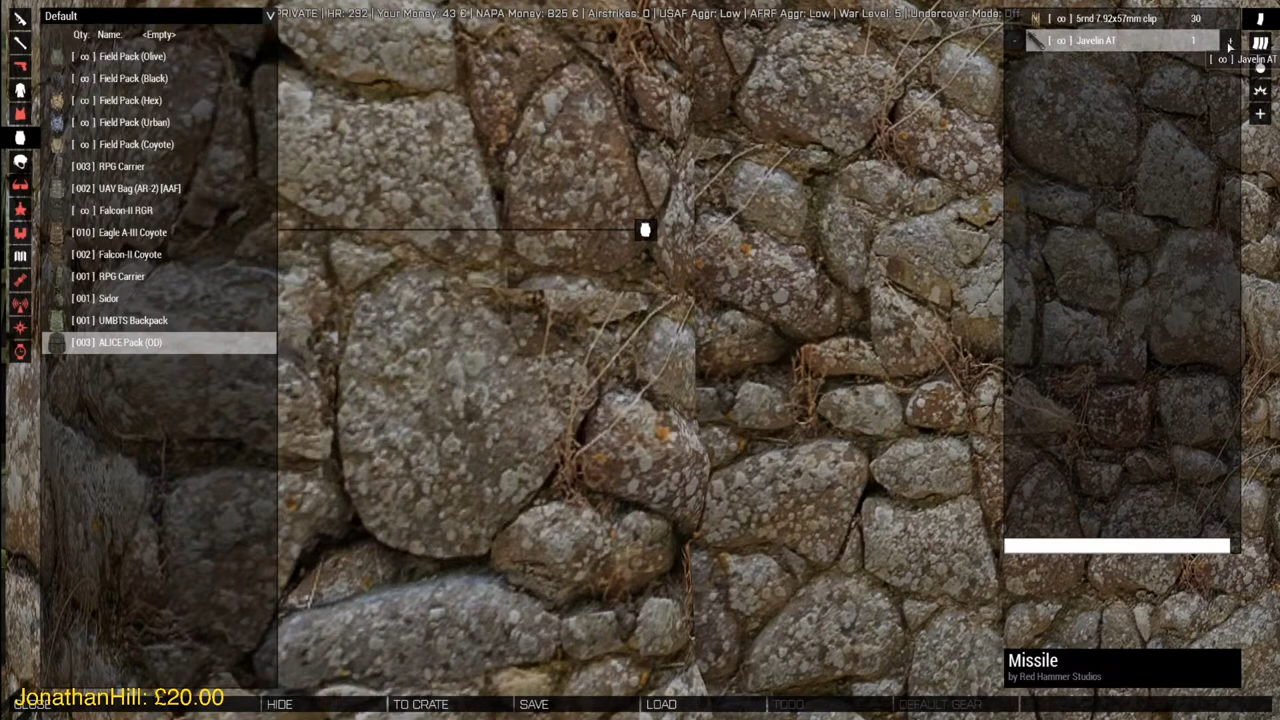 Default
PRIVATE | HR: 292 | Your Money: 43 € | NAPA Money: 825 € | Airstrikes: 0 | USAF Aggr: Low | AFRF Aggr: Low | War Level: 5 | Undercover Mode: Off
Qty. Name. <Empty>
[ ∞ ] Field Pack (Olive)
[ ∞ ] Field Pack (Black)
[ ∞ ] Field Pack (Hex)
[ ∞ ] Field Pack (Urban)
[ ∞ ] Field Pack (Coyote)
[ 003 ] RPG Carrier
[ 002 ] UAV Bag (AR-2) [AAF]
[ ∞ ] Falcon-II RGR
[ 010 ] Eagle A-III Coyote
[ 002 ] Falcon-II Coyote
[ 001 ] RPG Carrier
[ 001 ] Sidor
[ 001 ] UMBTS Backpack
[ 003 ] ALICE Pack (OD)
[ ∞ ] 5rnd 7.92x57mm clip 30
- [ ∞ ] Javelin AT 1 +
[ ∞ ] Javelin AT
Missile
by Red Hammer Studios
JonathanHill: £20.00
CLOSE HIDE TO CRATE SAVE LOAD TODO DEFAULT GEAR